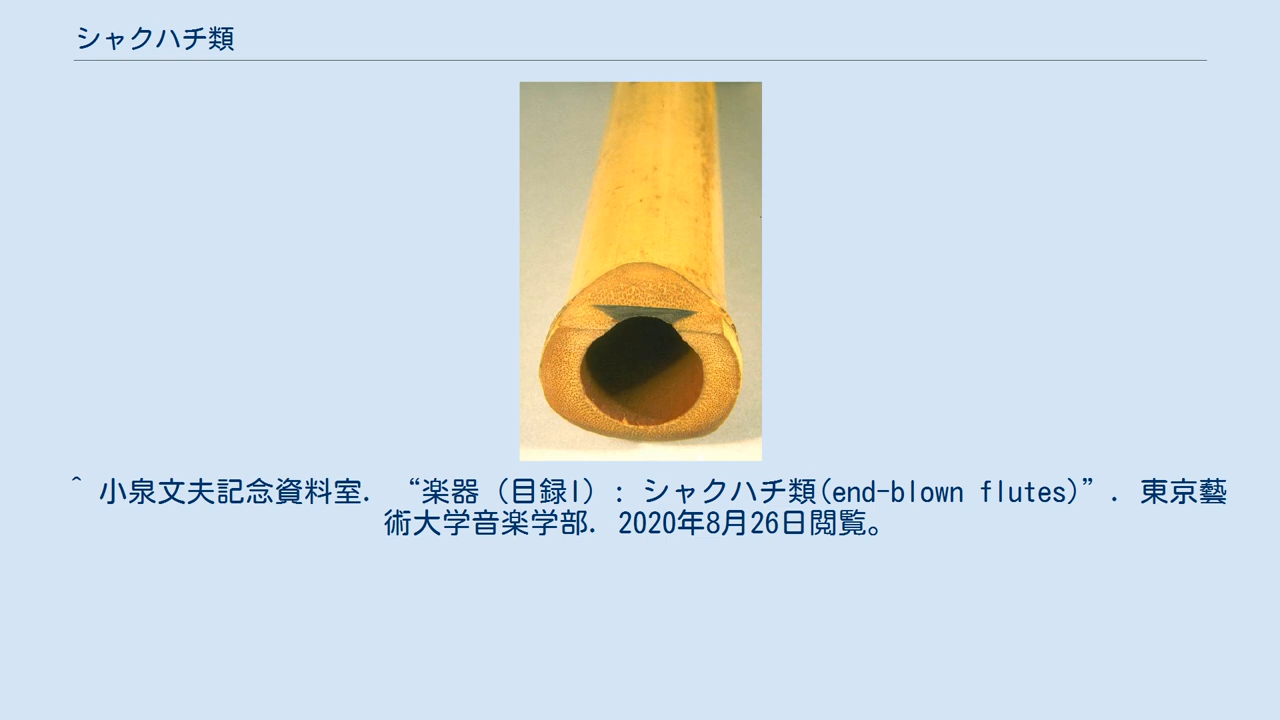 シャクハチ類
^ 小泉文夫記念資料室. “楽器（目録I）: シャクハチ類(end-blown flutes)”. 東京藝
術大学音楽学部. 2020年8月26日閲覧。